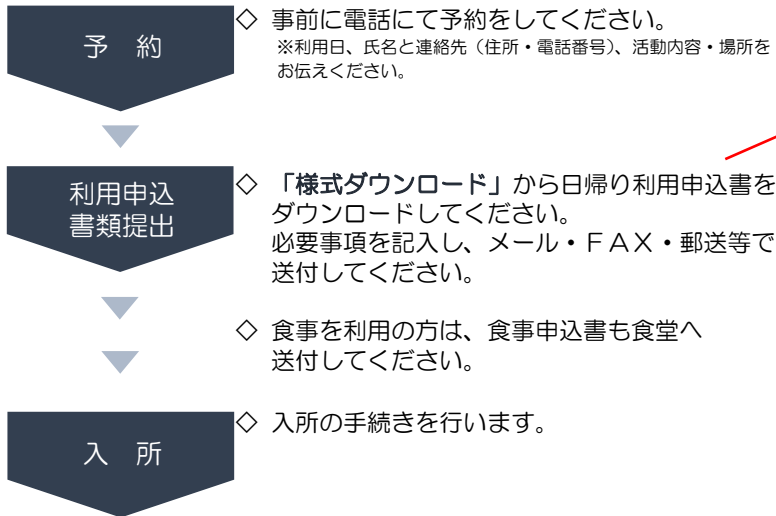 予 約
◇ 事前に電話にて予約をしてください。
※利用日、氏名と連絡先（住所・電話番号）、活動内容・場所を
お伝えください。
利用申込
書類提出
◇ 「様式ダウンロード」から日帰り利用申込書を
ダウンロードしてください。
必要事項を記入し、メール・ＦＡＸ・郵送等で
送付してください。
◇ 食事を利用の方は、食事申込書も食堂へ
送付してください。
入 所
◇ 入所の手続きを行います。